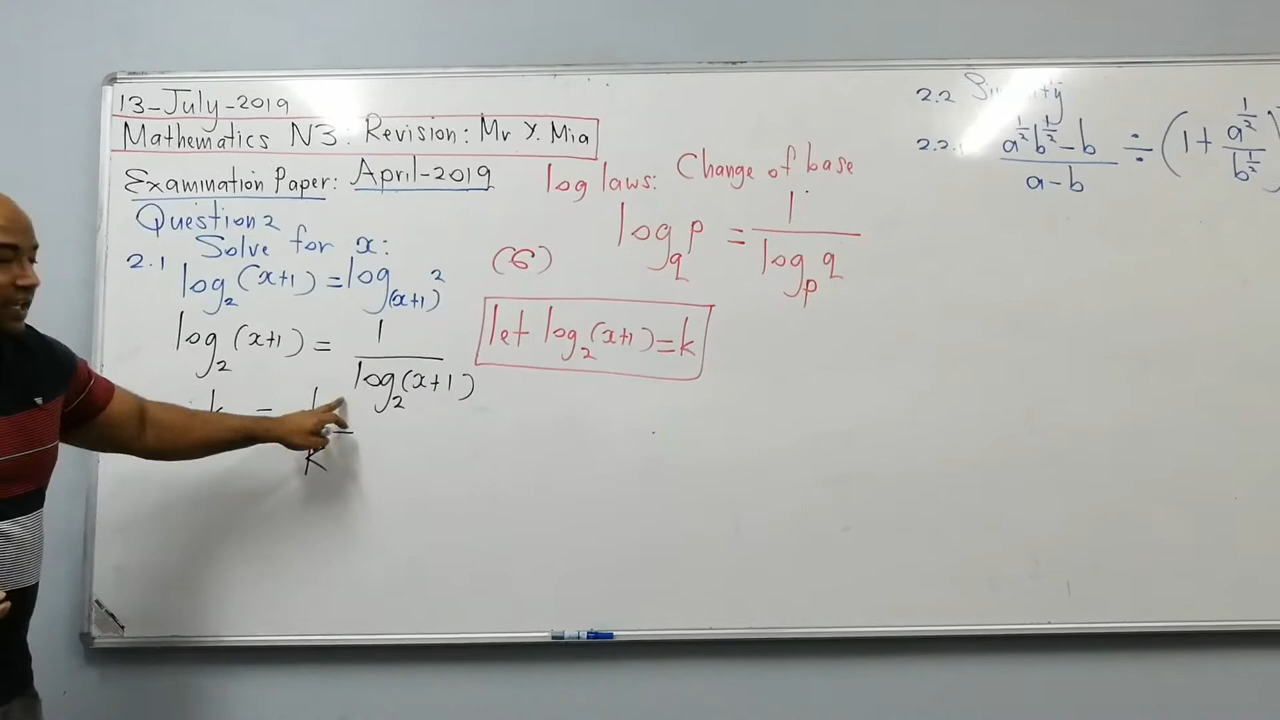 13-July-2019
Mathematics N3: Revision: Mr Y. Mia
Examination Paper: April-2019
Question 2
Solve for x:
2.1 log₂(x+1) = log₍ₓ₊₁₎2 (6)
log₂(x+1) = 1/log₂(x+1)
k = 1/k
log laws: Change of base
log_q p = 1/log_p q
let log₂(x+1) = k
2.2
2.2. (a^(1/2) b^(1/2) - b)/(a-b) ÷ (1 + a^(1/2)/b^(1/2))